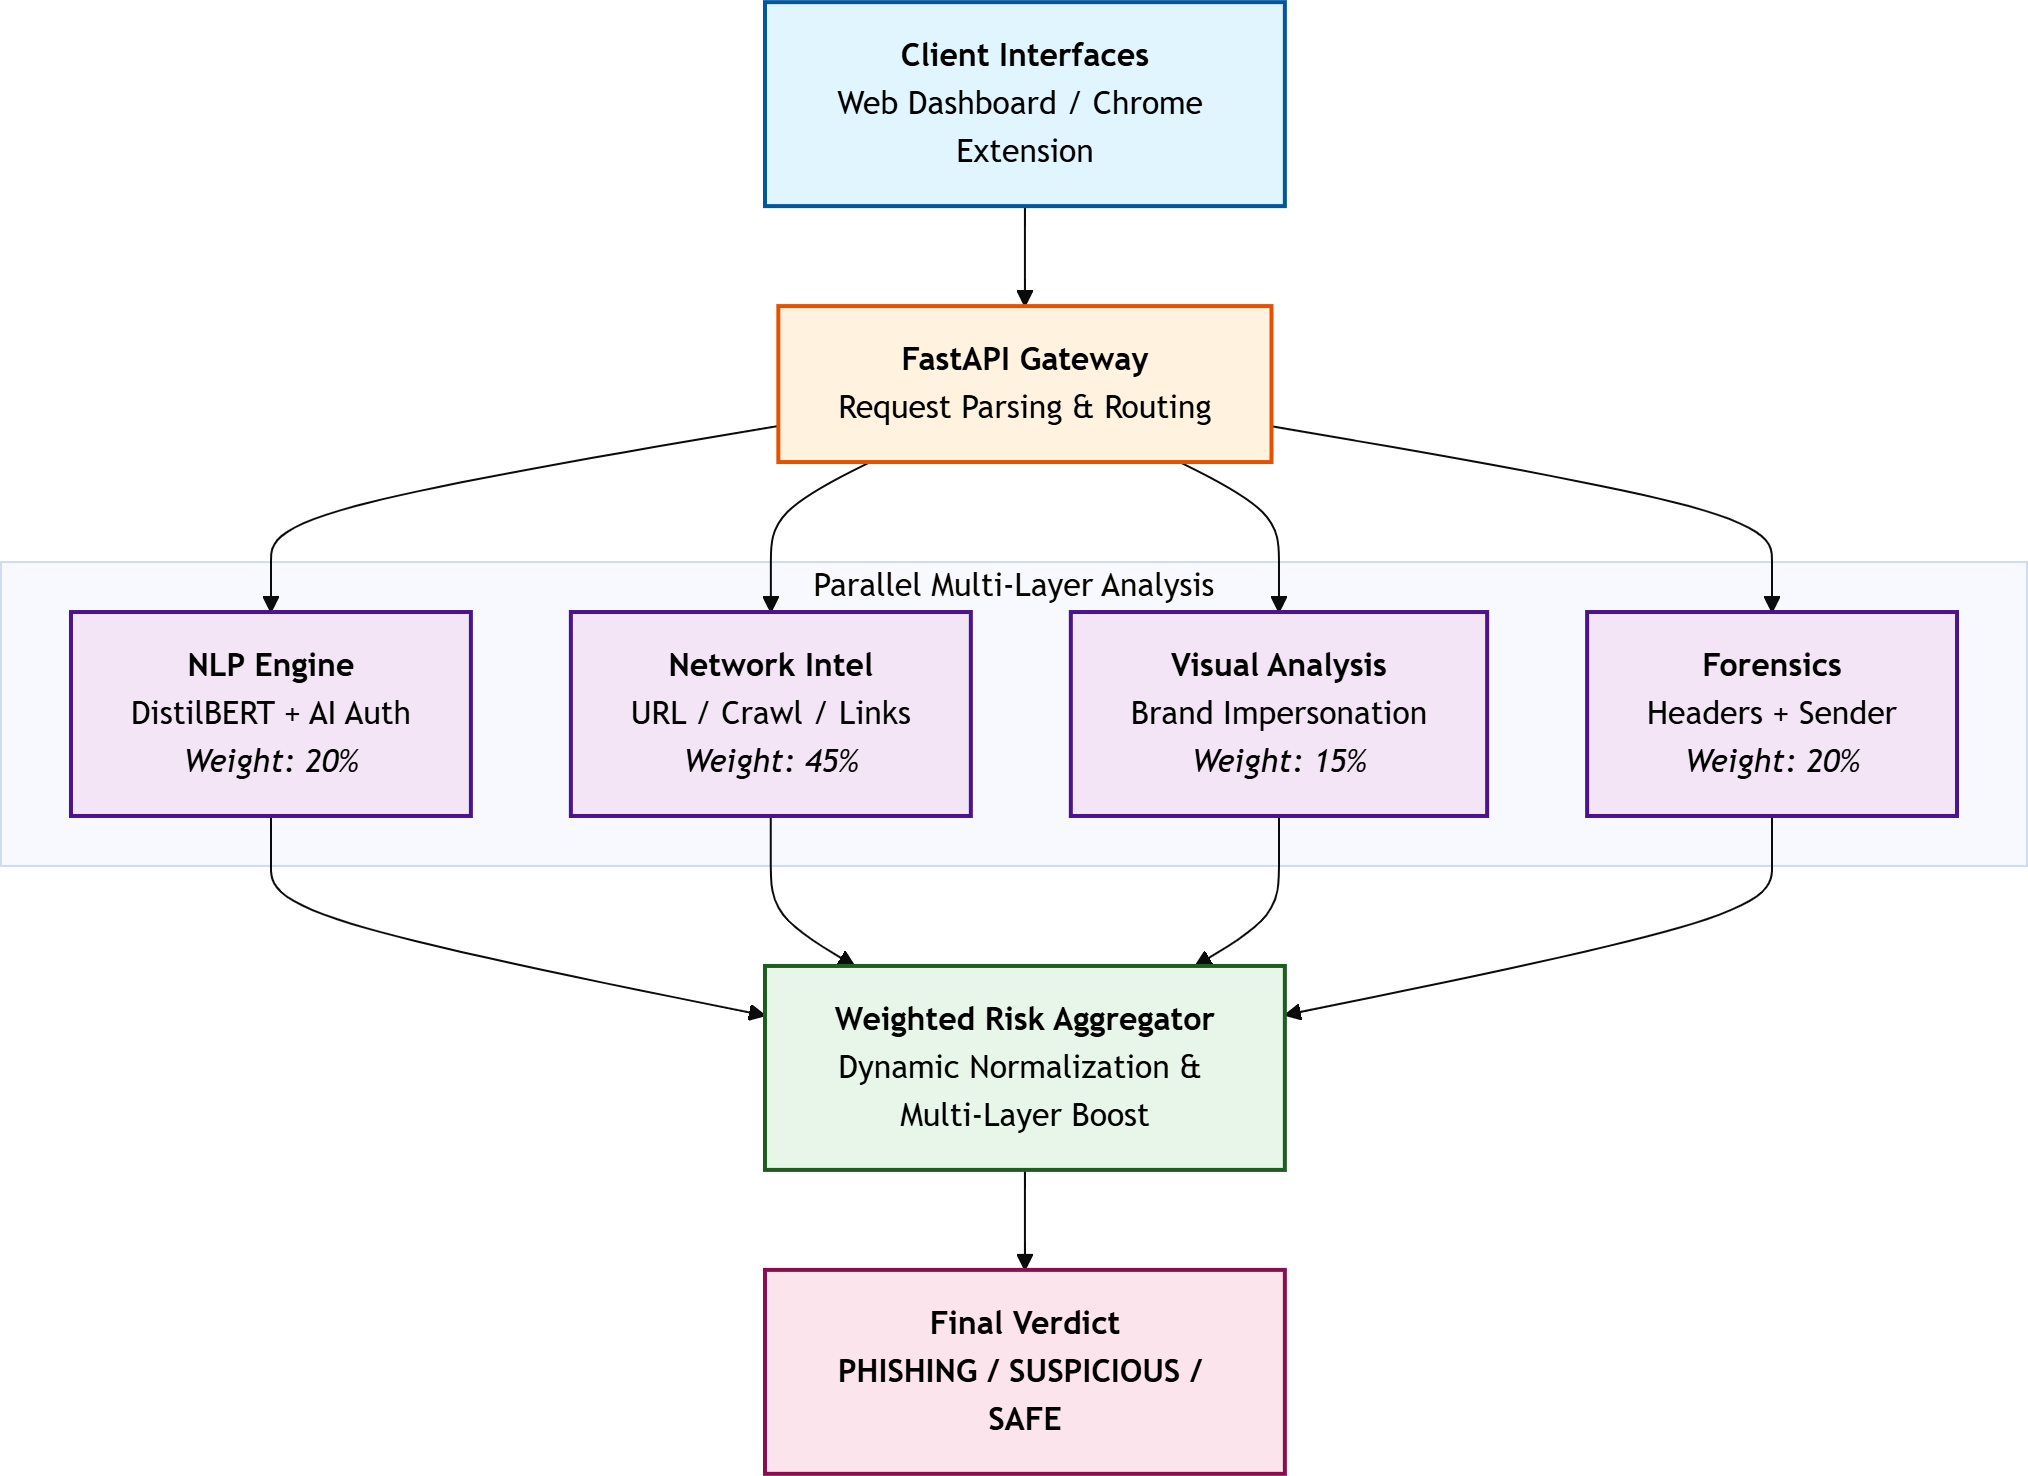 Client Interfaces
Web Dashboard / Chrome
Extension
FastAPI Gateway
Request Parsing & Routing
Parallel Multi-Layer Analysis
NLP Engine
DistilBERT + AI Auth
Weight: 20%
Network Intel
URL / Crawl / Links
Weight: 45%
Visual Analysis
Brand Impersonation
Weight: 15%
Forensics
Headers + Sender
Weight: 20%
Weighted Risk Aggregator
Dynamic Normalization &
Multi-Layer Boost
Final Verdict
PHISHING / SUSPICIOUS /
SAFE